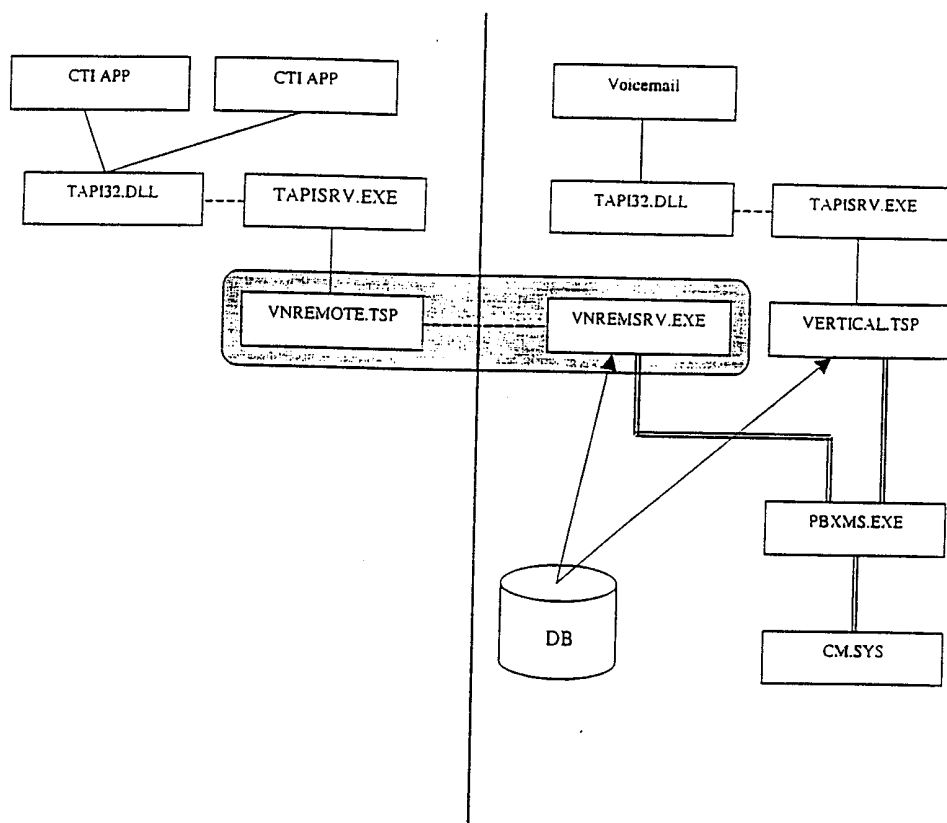 CTI APP
CTI APP
Voicemail
TAPI32.DLL
TAPISRV.EXE
TAPI32.DLL
TAPISRV.EXE
VNREMOTE.TSP
VNREMSRV.EXE
VERTICAL.TSP
PBXMS.EXE
DB
CM.SYS